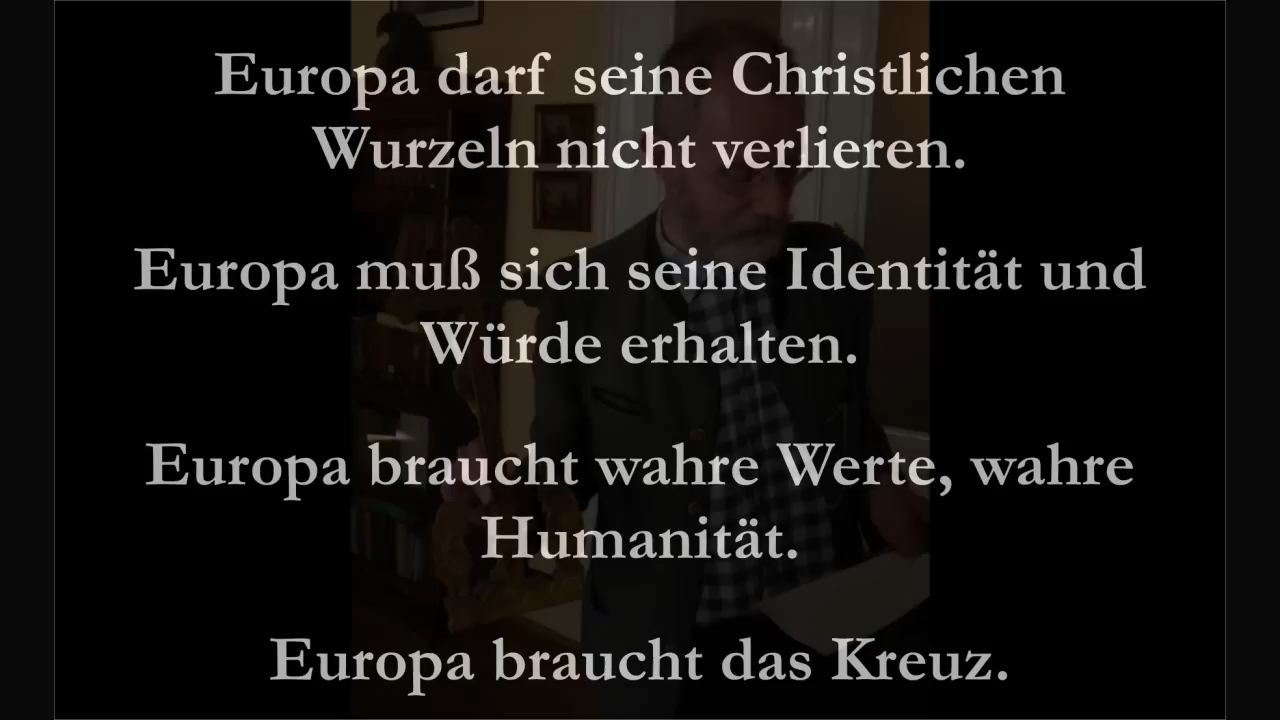 Europa darf seine Christlichen
Wurzeln nicht verlieren.
Europa muß sich seine Identität und
Würde erhalten.
Europa braucht wahre Werte, wahre
Humanität.
Europa braucht das Kreuz.